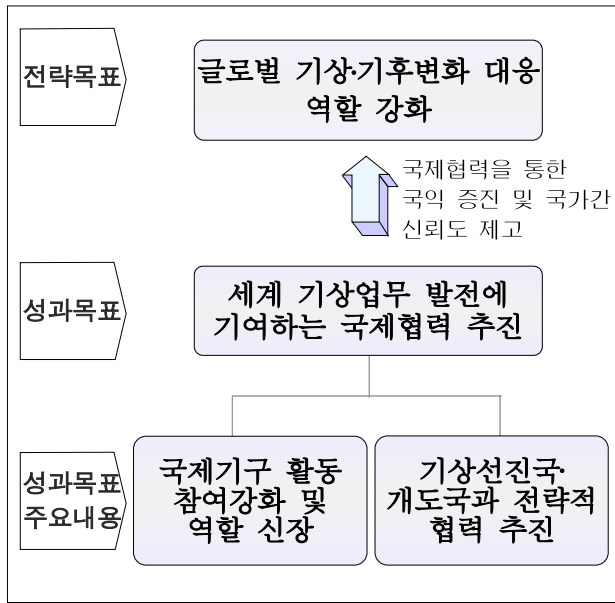 전략목표
글로벌 기상·기후변화 대응
역할 강화
국제협력을 통한
국익 증진 및 국가간
신뢰도 제고
성과목표
세계 기상업무 발전에
기여하는 국제협력 추진
성과목표
주요내용
국제기구 활동
참여강화 및
역할 신장
기상선진국·
개도국과 전략적
협력 추진